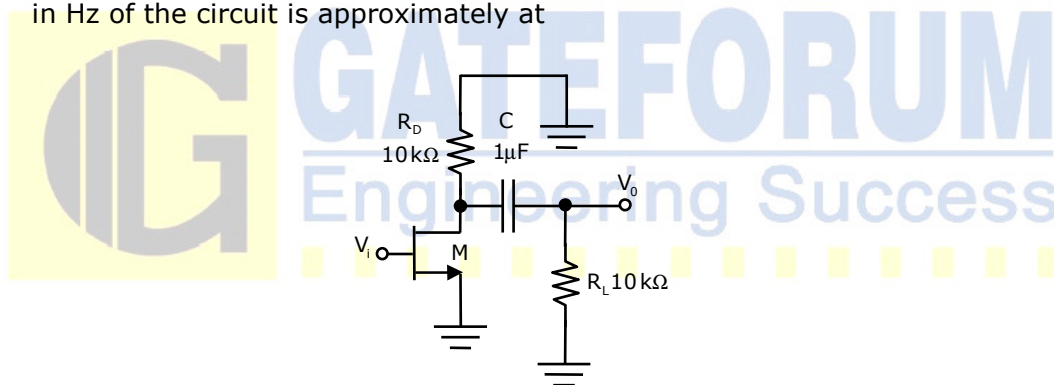 in Hz of the circuit is approximately at
GATEFORUM
Engineering Success
R_D
10kΩ
C
1μF
V_0
V_i
M
R_L 10kΩ